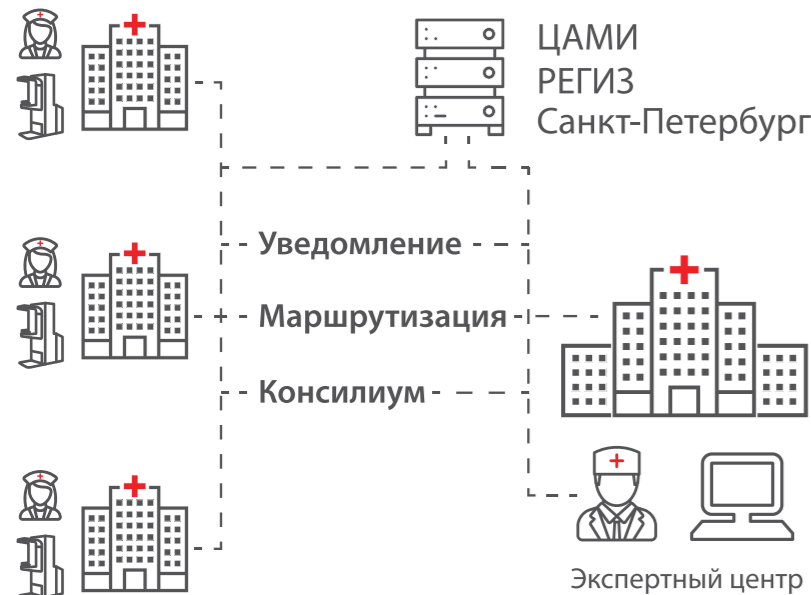 ЦАМИ
РЕГИЗ
Санкт-Петербург
Уведомление
Маршрутизация
Консилиум
Экспертный центр